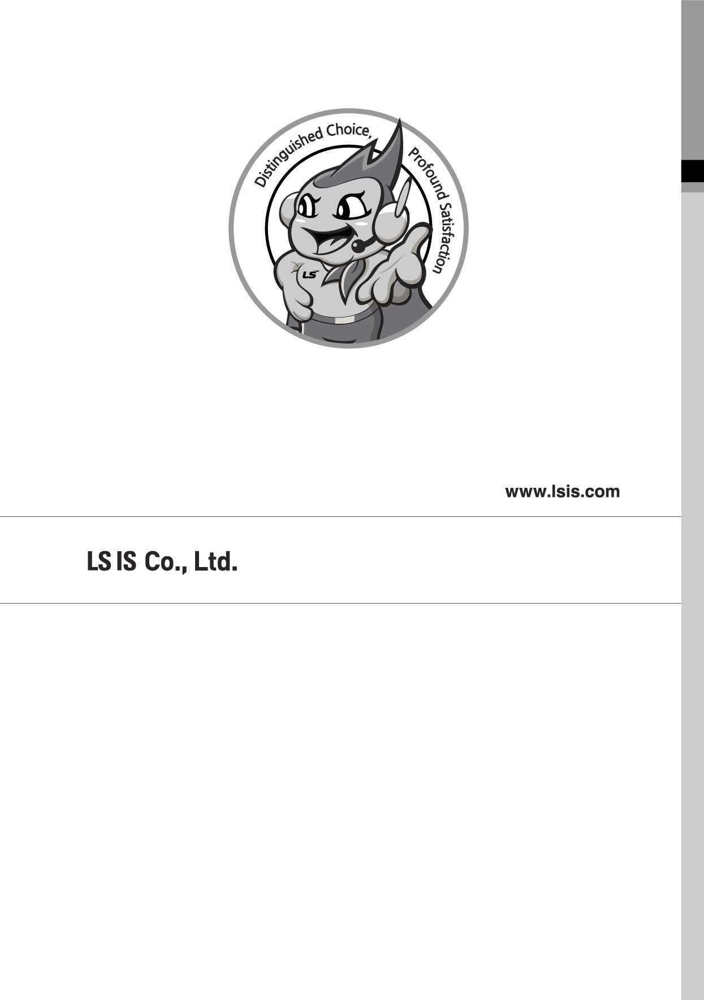 Distinguished Choice,
Profound Satisfaction
LS
www.lsis.com
LS IS Co., Ltd.